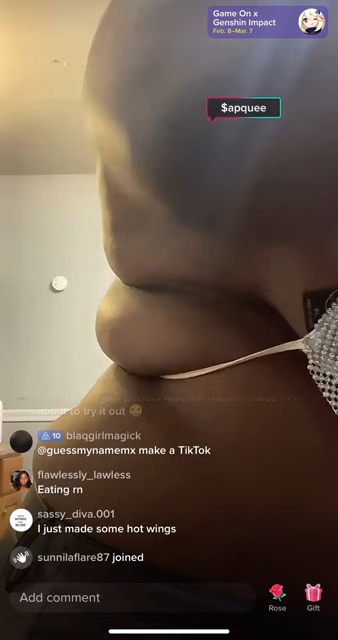 Game On x
Genshin Impact
Feb. 8–Mar. 7
$apquee
about to try it out
10 blaqgirlmagick
@guessmynamemx make a TikTok
flawlessly_lawless
Eating rn
sassy_diva.001
I just made some hot wings
sunnilaflare87 joined
Add comment
Rose
Gift